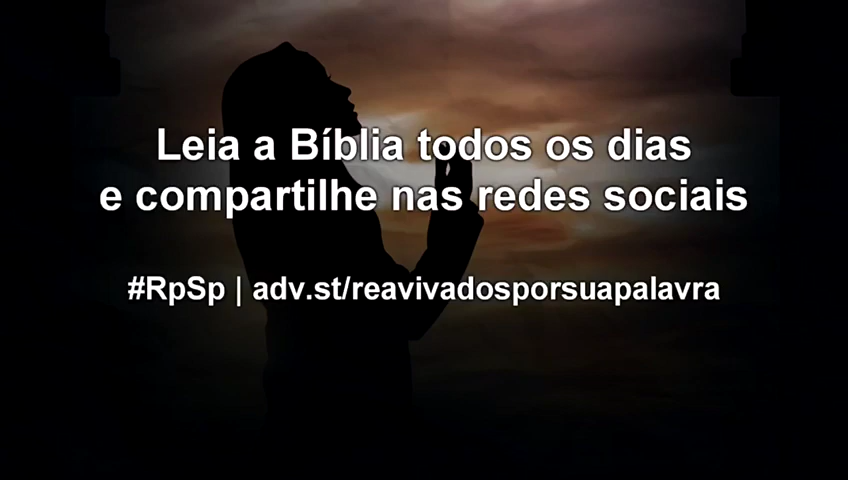 Leia a Bíblia todos os dias
e compartilhe nas redes sociais
#RpSp | adv.st/reavivadosporsuapalavra